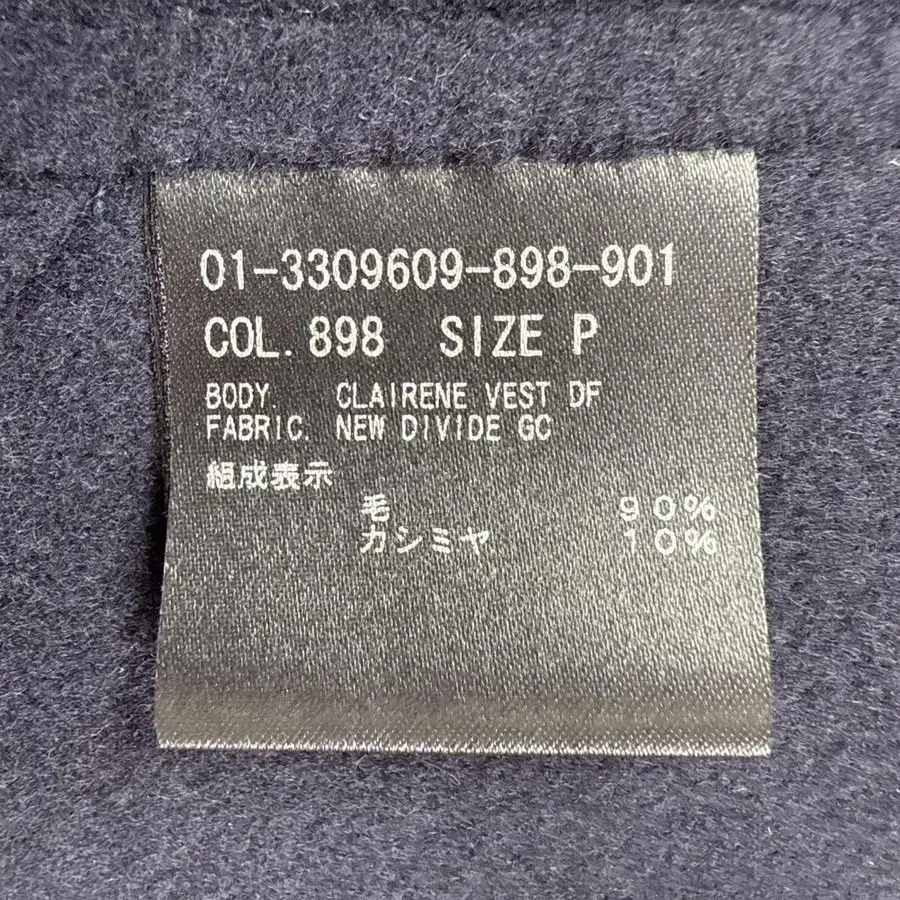 01-3309609-898-901
COL. 898 SIZE P
BODY. CLAIRENE VEST DF
FABRIC. NEW DIVIDE GC
組成表示
毛 90%
カシミヤ 10%